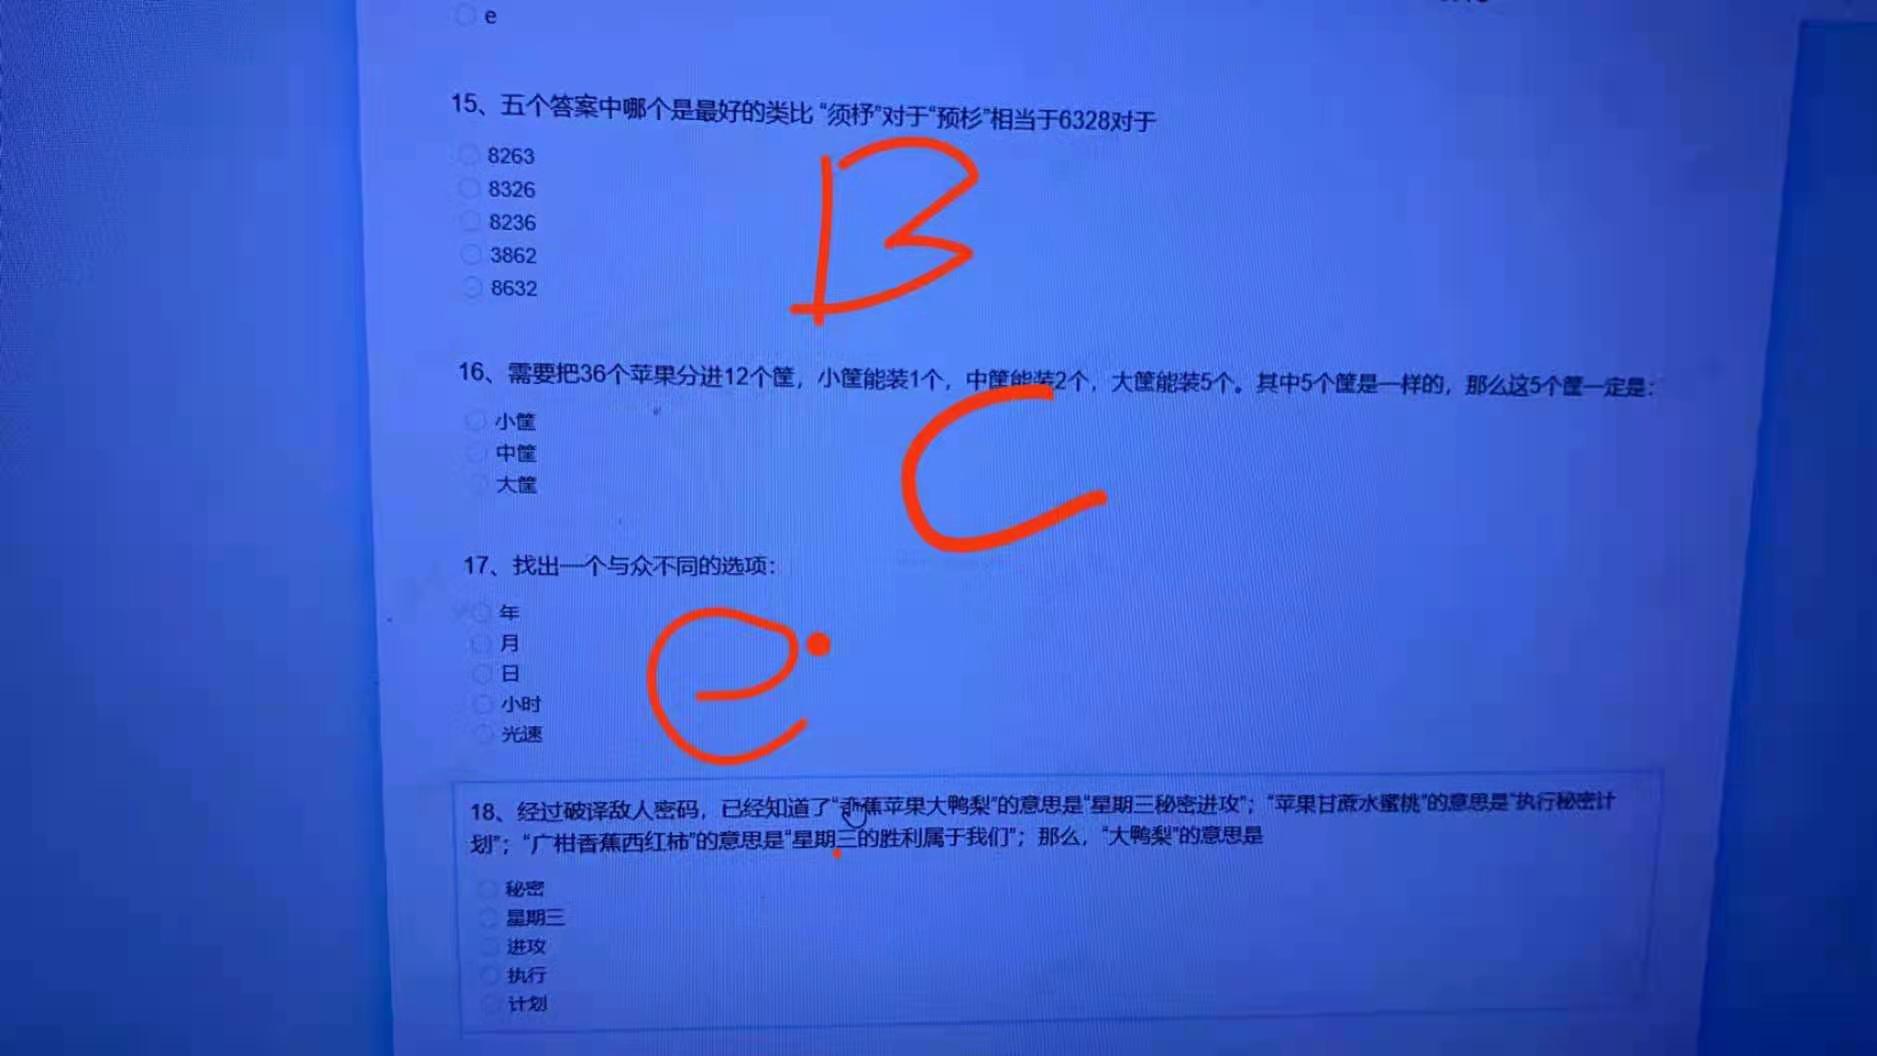 e
15、五个答案中哪个是最好的类比 “须杼”对于“预杉”相当于6328对于
8263
8326
8236
3862
8632
B
16、需要把36个苹果分进12个筐，小筐能装1个，中筐能装2个，大筐能装5个。其中5个筐是一样的，那么这5个筐一定是：
小筐
中筐
大筐
C
17、找出一个与众不同的选项：
年
月
日
小时
光速
e
18、经过破译敌人密码，已经知道了“香蕉苹果大鸭梨”的意思是“星期三秘密进攻”；“苹果甘蔗水蜜桃”的意思是“执行秘密计
划”；“广柑香蕉西红柿”的意思是“星期三的胜利属于我们”；那么，“大鸭梨”的意思是
秘密
星期三
进攻
执行
计划